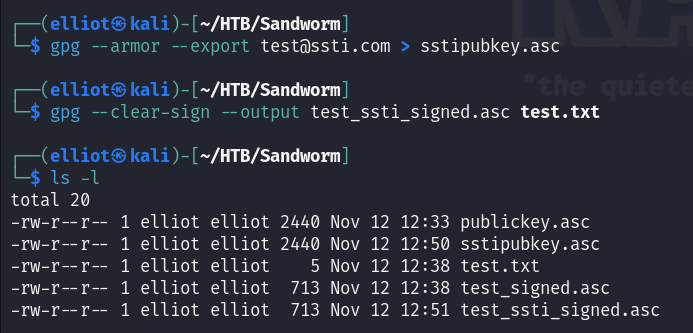 ┌──(elliot㉿kali)-[~/HTB/Sandworm]
└─$ gpg --armor --export test@ssti.com > sstipubkey.asc
"the quiete
┌──(elliot㉿kali)-[~/HTB/Sandworm]
└─$ gpg --clear-sign --output test_ssti_signed.asc test.txt
┌──(elliot㉿kali)-[~/HTB/Sandworm]
└─$ ls -l
total 20
-rw-r--r-- 1 elliot elliot 2440 Nov 12 12:33 publickey.asc
-rw-r--r-- 1 elliot elliot 2440 Nov 12 12:50 sstipubkey.asc
-rw-r--r-- 1 elliot elliot    5 Nov 12 12:38 test.txt
-rw-r--r-- 1 elliot elliot  713 Nov 12 12:38 test_signed.asc
-rw-r--r-- 1 elliot elliot  713 Nov 12 12:51 test_ssti_signed.asc